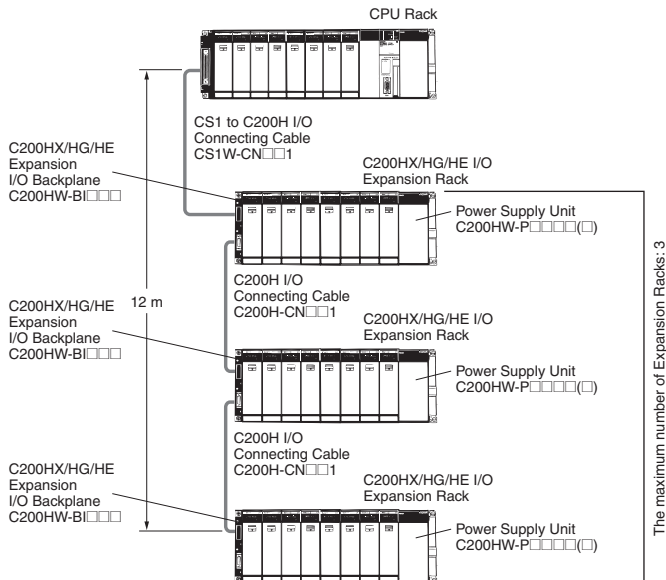 CPU Rack
CS1 to C200H I/O
Connecting Cable
CS1W-CN□□1
C200HX/HG/HE
Expansion
I/O Backplane
C200HW-BI□□□
C200HX/HG/HE I/O
Expansion Rack
Power Supply Unit
C200HW-P□□□□(□)
C200H I/O
Connecting Cable
C200H-CN□□1
12 m
C200HX/HG/HE
Expansion
I/O Backplane
C200HW-BI□□□
C200HX/HG/HE I/O
Expansion Rack
Power Supply Unit
C200HW-P□□□□(□)
C200H I/O
Connecting Cable
C200H-CN□□1
C200HX/HG/HE
Expansion
I/O Backplane
C200HW-BI□□□
C200HX/HG/HE I/O
Expansion Rack
Power Supply Unit
C200HW-P□□□□(□)
The maximum number of Expansion Racks: 3